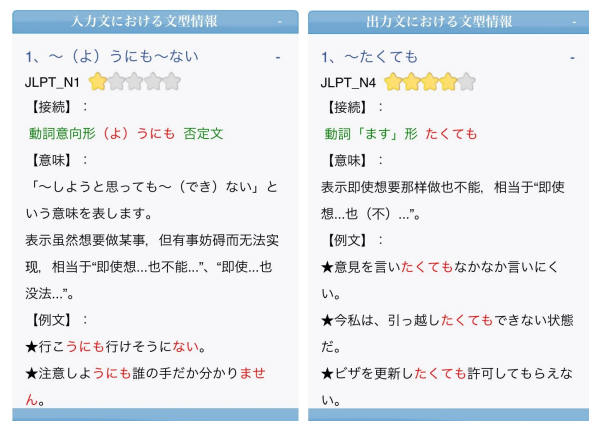 入力文における文型情報 -
1、～（よ）うにも～ない -
JLPT_N1
【接続】：
動詞意向形（よ）うにも 否定文
【意味】：
「～しようと思っても～（でき）ない」と
いう意味を表します。
表示虽然想要做某事，但有事妨碍而无法实
现，相当于“即使想...也不能...”、“即使...也
没法...”。
【例文】：
★行こうにも行けそうにない。
★注意しようにも誰の手だか分かりませ
ん。
出力文における文型情報 -
1、～たくても -
JLPT_N4
【接続】：
動詞「ます」形 たくても
【意味】：
表示即使想要那样做也不能，相当于“即使
想...也（不）...”。
【例文】：
★意見を言いたくてもなかなか言いにく
い。
★今私は、引っ越したくてもできない状態
だ。
★ビザを更新したくても許可してもらえな
い。